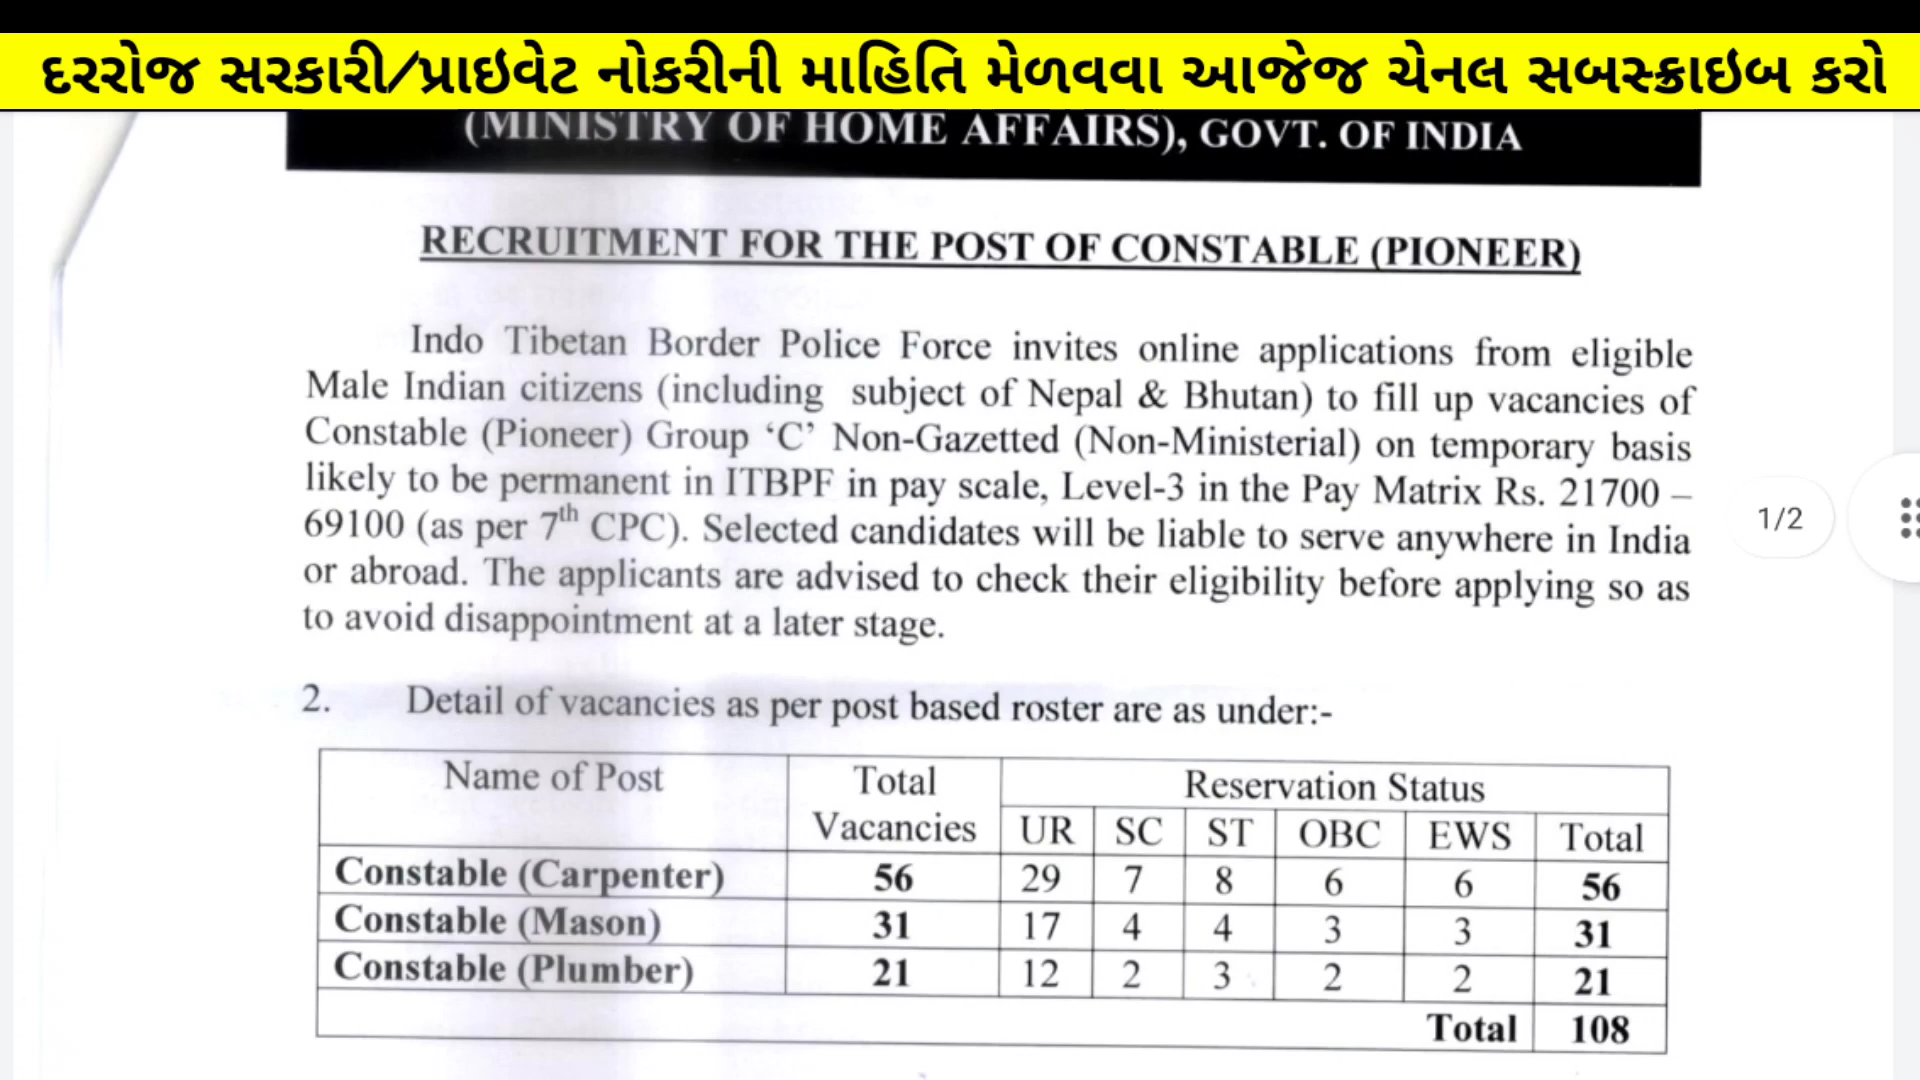 દરરોજ સરકારી/પ્રાઇવેટ નોકરીની માહિતિ મેળવવા આજેજ ચેનલ સબસ્ક્રાઇબ કરો
(MINISTRY OF HOME AFFAIRS), GOVT. OF INDIA
RECRUITMENT FOR THE POST OF CONSTABLE (PIONEER)
Indo Tibetan Border Police Force invites online applications from eligible
Male Indian citizens (including subject of Nepal & Bhutan) to fill up vacancies of
Constable (Pioneer) Group ‘C’ Non-Gazetted (Non-Ministerial) on temporary basis
likely to be permanent in ITBPF in pay scale, Level-3 in the Pay Matrix Rs. 21700 –
69100 (as per 7th CPC). Selected candidates will be liable to serve anywhere in India
or abroad. The applicants are advised to check their eligibility before applying so as
to avoid disappointment at a later stage.
1/2
2. Detail of vacancies as per post based roster are as under:-
Name of Post Total Reservation Status
Vacancies UR SC ST OBC EWS Total
Constable (Carpenter) 56 29 7 8 6 6 56
Constable (Mason) 31 17 4 4 3 3 31
Constable (Plumber) 21 12 2 3 2 2 21
Total 108